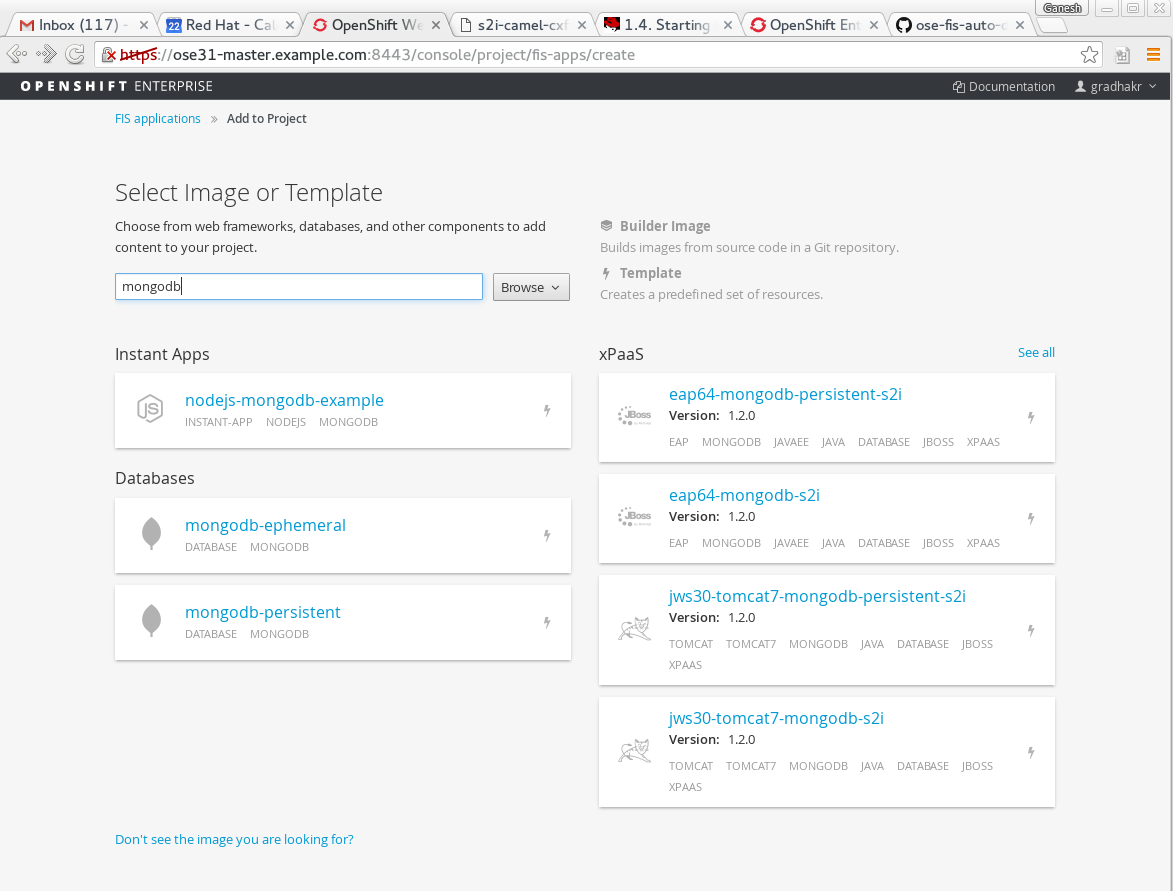 Ganesh
Inbox (117) -
22 Red Hat - Cal
OpenShift We
s2i-camel-cxf
1.4. Starting
OpenShift Ent
ose-fis-auto-d
https://ose31-master.example.com:8443/console/project/fis-apps/create
OPENSHIFT ENTERPRISE
Documentation
gradhakr
FIS applications » Add to Project
Select Image or Template
Choose from web frameworks, databases, and other components to add
content to your project.
mongodb
Browse
Builder Image
Builds images from source code in a Git repository.
Template
Creates a predefined set of resources.
Instant Apps
JS
nodejs-mongodb-example
INSTANT-APP NODEJS MONGODB
Databases
mongodb-ephemeral
DATABASE MONGODB
mongodb-persistent
DATABASE MONGODB
xPaaS
See all
JBoss
eap64-mongodb-persistent-s2i
Version: 1.2.0
EAP MONGODB JAVAEE JAVA DATABASE JBOSS XPAAS
JBoss
eap64-mongodb-s2i
Version: 1.2.0
EAP MONGODB JAVAEE JAVA DATABASE JBOSS XPAAS
jws30-tomcat7-mongodb-persistent-s2i
Version: 1.2.0
TOMCAT TOMCAT7 MONGODB JAVA DATABASE JBOSS
XPAAS
jws30-tomcat7-mongodb-s2i
Version: 1.2.0
TOMCAT TOMCAT7 MONGODB JAVA DATABASE JBOSS
XPAAS
Don't see the image you are looking for?